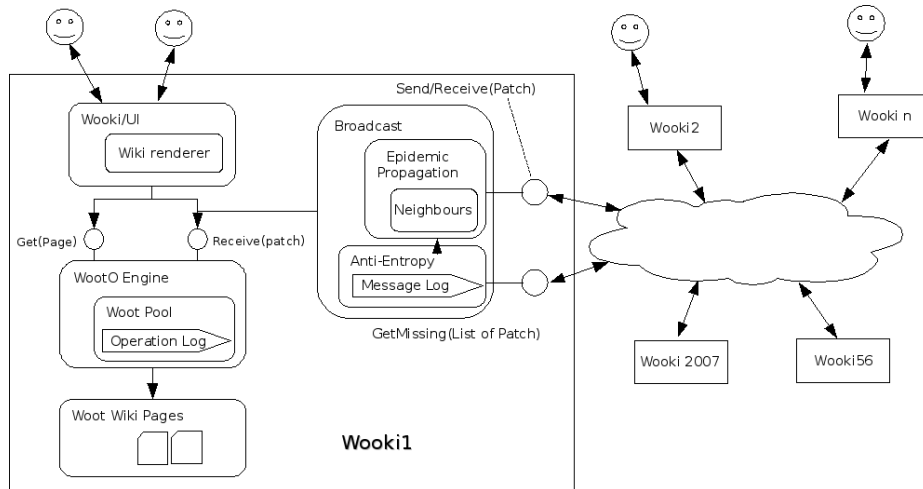 Wooki/UI
Wiki renderer
Get(Page)
Receive(patch)
WootO Engine
Woot Pool
Operation Log
Woot Wiki Pages
Broadcast
Epidemic
Propagation
Neighbours
Anti-Entropy
Message Log
Send/Receive(Patch)
GetMissing(List of Patch)
Wooki1
Wooki2
Wooki n
Wooki 2007
Wooki56